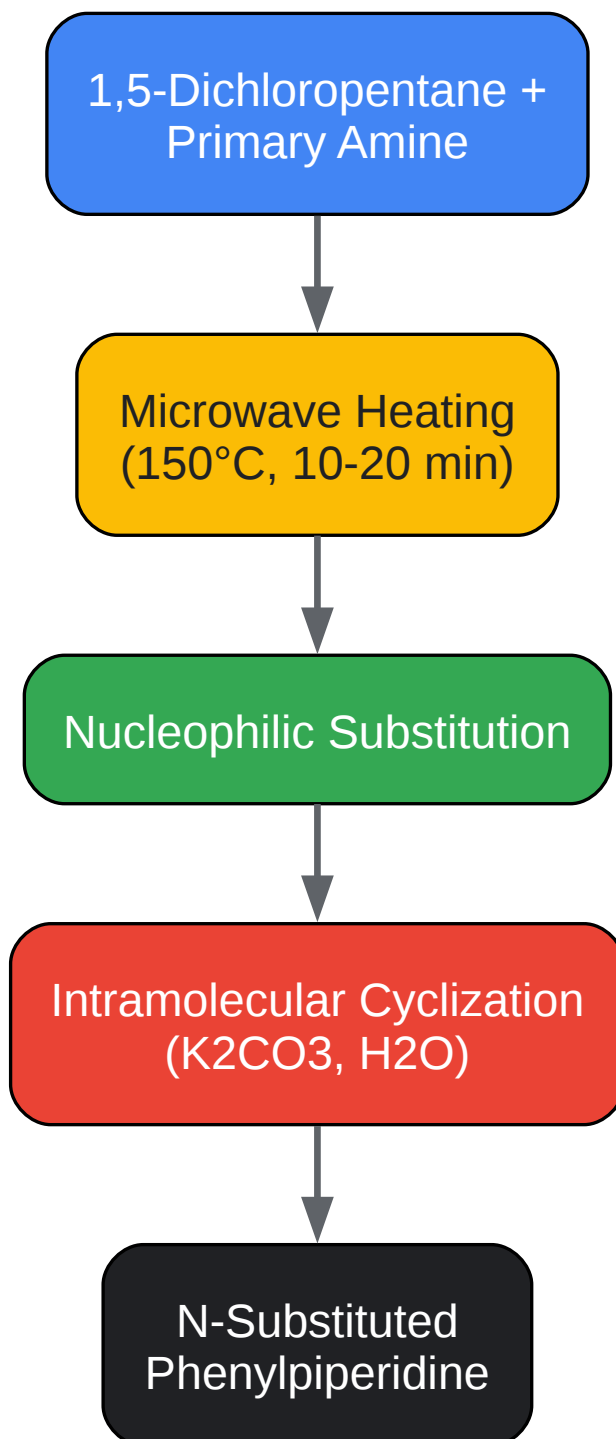 1,5-Dichloropentane +
Primary Amine
Microwave Heating
(150°C, 10-20 min)
Nucleophilic Substitution
Intramolecular Cyclization
(K2CO3, H2O)
N-Substituted
Phenylpiperidine